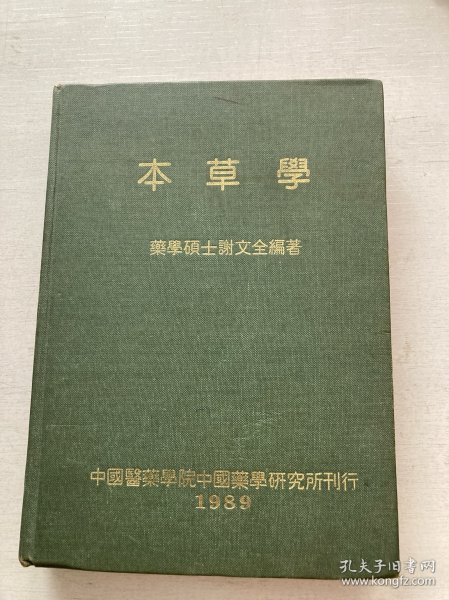 本草學
藥學碩士謝文全編著
中國醫藥學院中國藥學研究所刊行
1989
孔夫子旧书网
www.kongfz.com